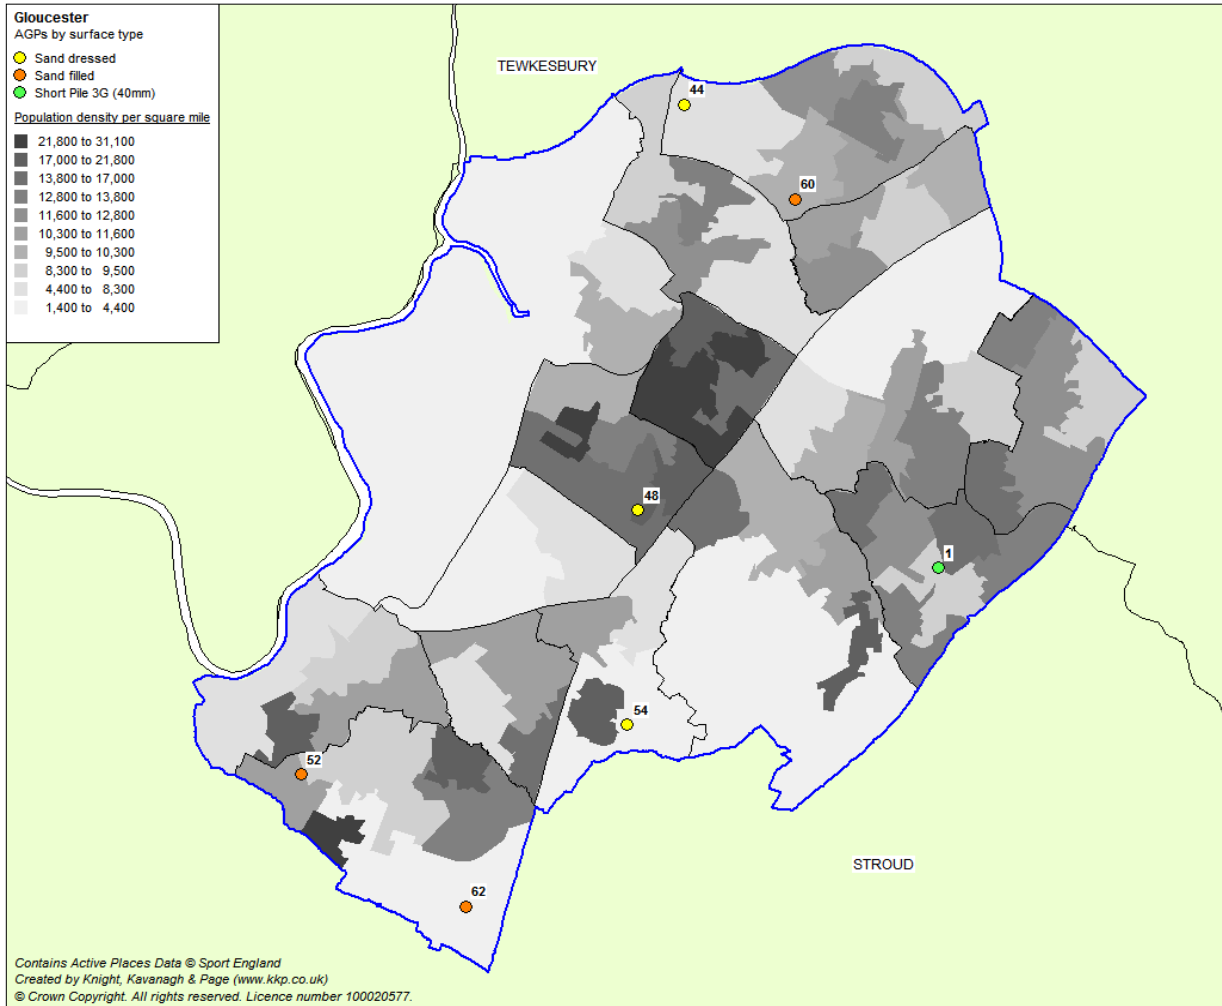 Gloucester
AGPs by surface type
Sand dressed
Sand filled
Short Pile 3G (40mm)
Population density per square mile
21,800 to 31,100
17,000 to 21,800
13,800 to 17,000
12,800 to 13,800
11,600 to 12,800
10,300 to 11,600
9,500 to 10,300
8,300 to 9,500
4,400 to 8,300
1,400 to 4,400
TEWKESBURY
44
60
48
1
54
52
62
STROUD
Contains Active Places Data © Sport England
Created by Knight, Kavanagh & Page (www.kkp.co.uk)
© Crown Copyright. All rights reserved. Licence number 100020577.